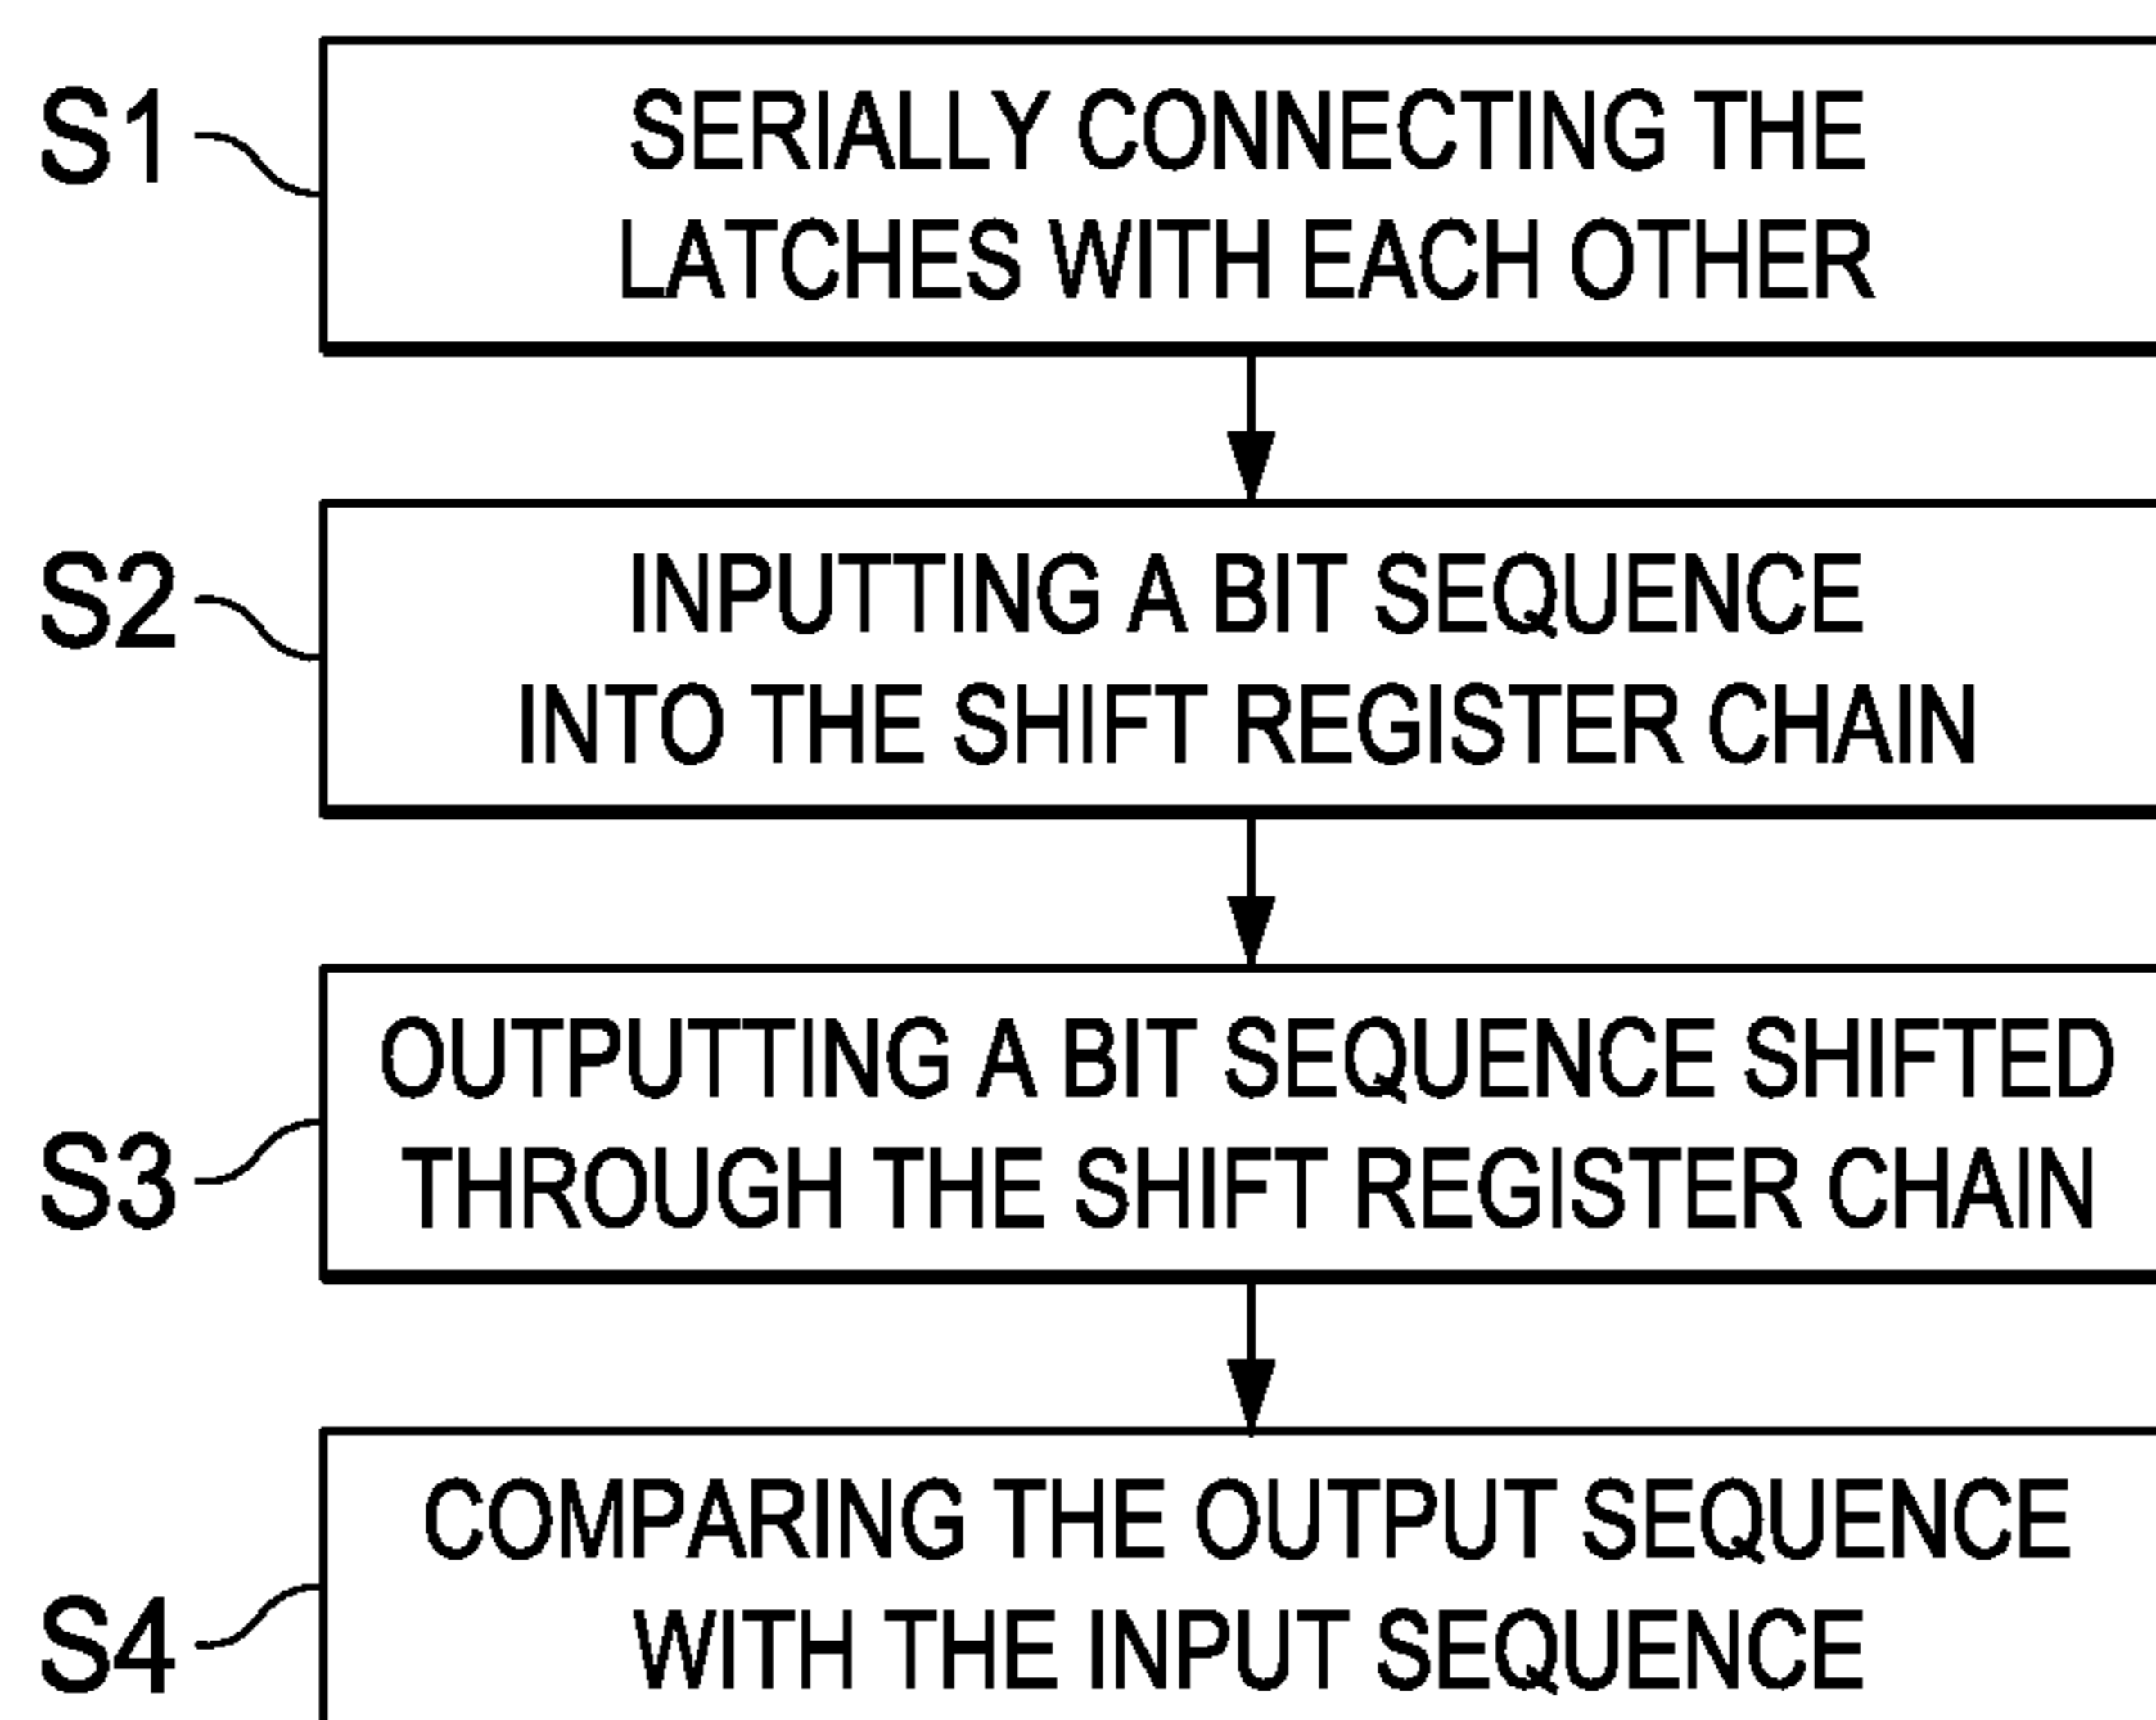 S1
SERIALLY CONNECTING THE
LATCHES WITH EACH OTHER
S2
INPUTTING A BIT SEQUENCE
INTO THE SHIFT REGISTER CHAIN
S3
OUTPUTTING A BIT SEQUENCE SHIFTED
THROUGH THE SHIFT REGISTER CHAIN
S4
COMPARING THE OUTPUT SEQUENCE
WITH THE INPUT SEQUENCE